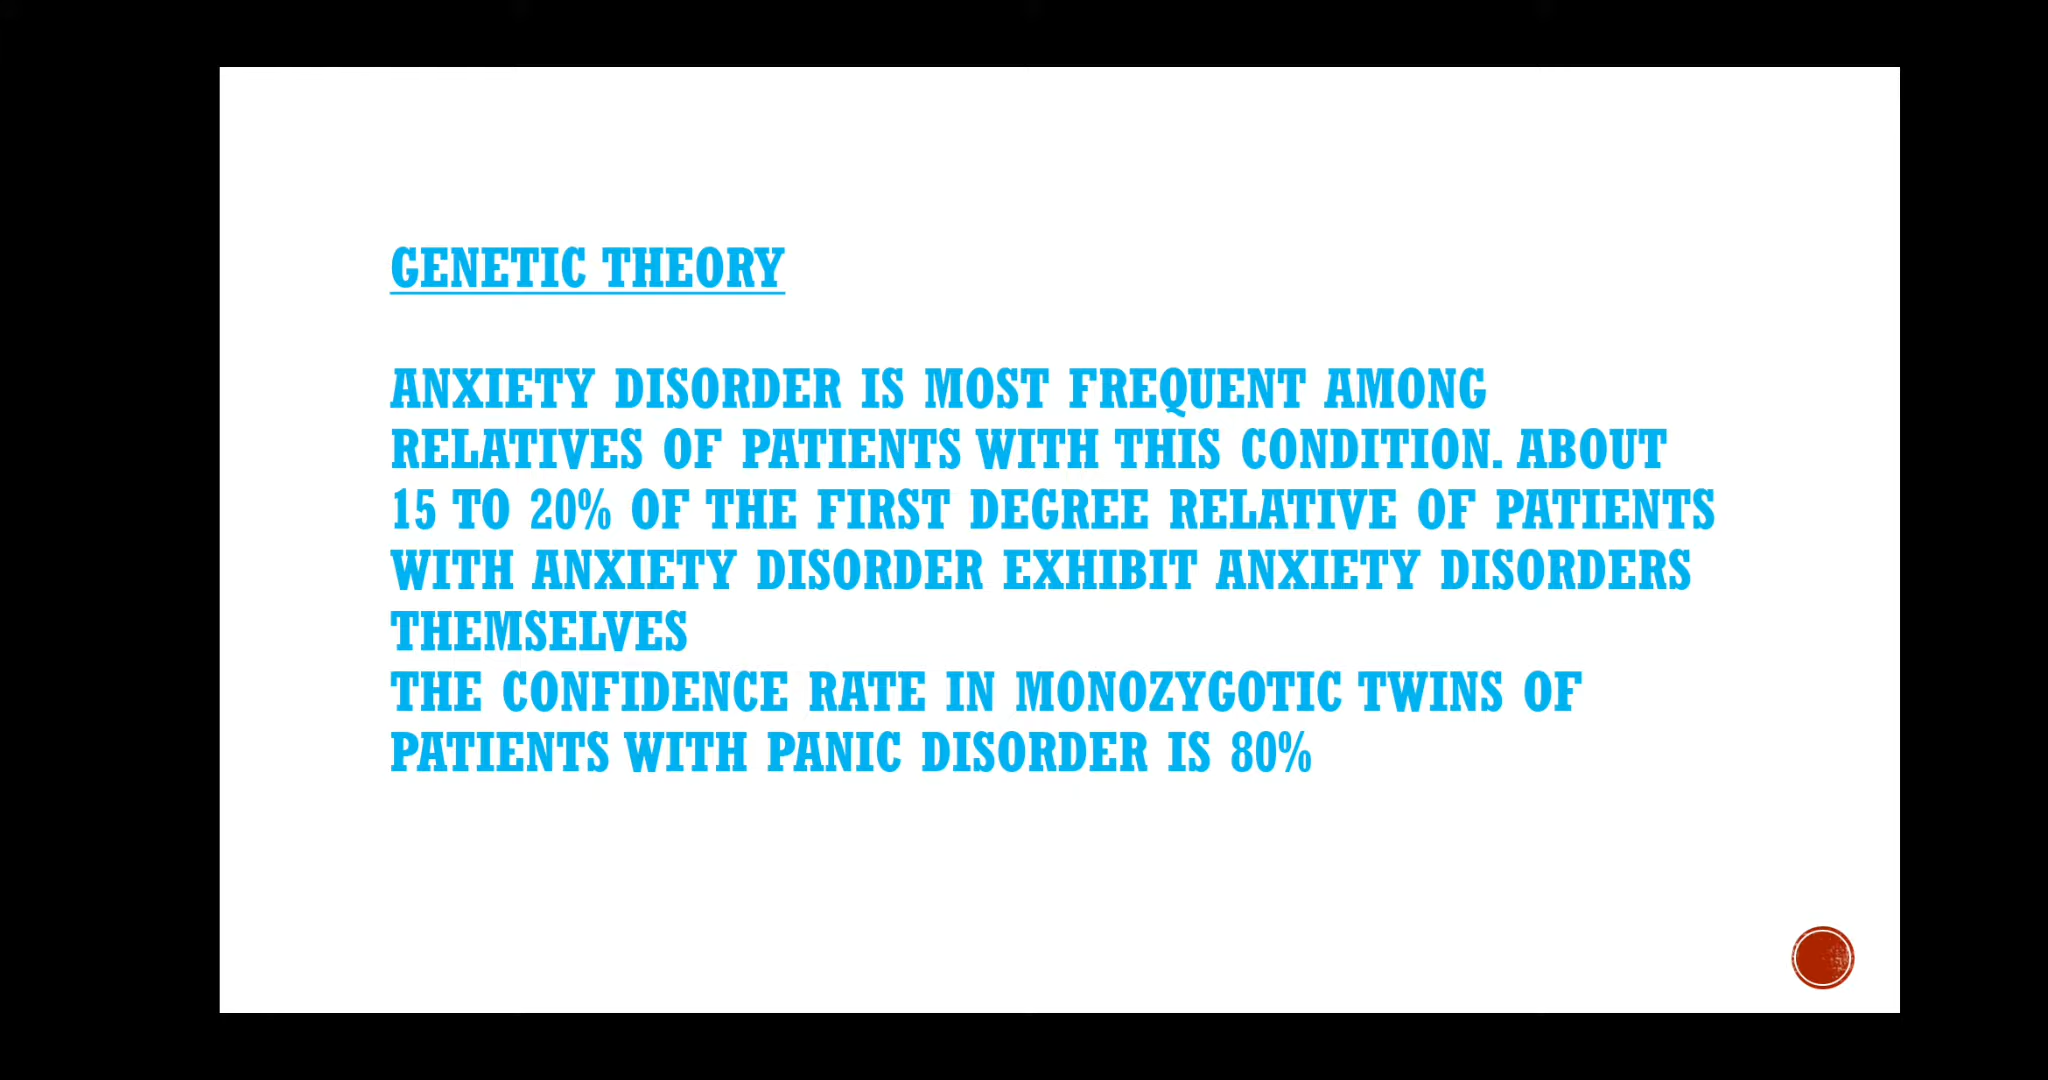 GENETIC THEORY
ANXIETY DISORDER IS MOST FREQUENT AMONG
RELATIVES OF PATIENTS WITH THIS CONDITION. ABOUT
15 TO 20% OF THE FIRST DEGREE RELATIVE OF PATIENTS
WITH ANXIETY DISORDER EXHIBIT ANXIETY DISORDERS
THEMSELVES
THE CONFIDENCE RATE IN MONOZYGOTIC TWINS OF
PATIENTS WITH PANIC DISORDER IS 80%